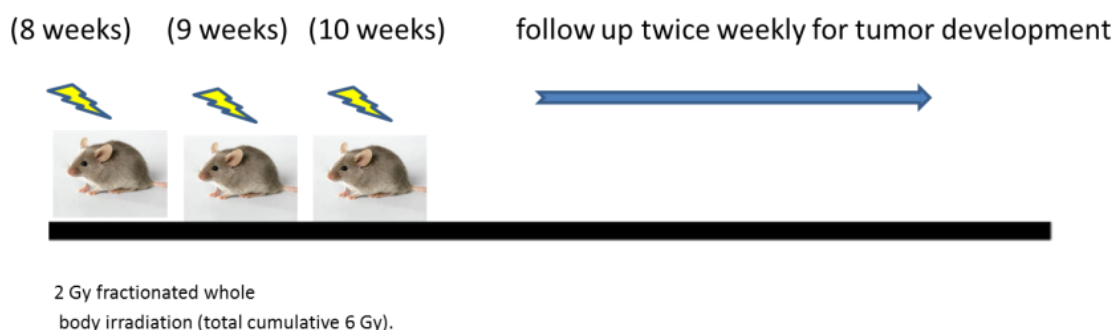 (8 weeks) (9 weeks) (10 weeks) follow up twice weekly for tumor development
2 Gy fractionated whole
body irradiation (total cumulative 6 Gy).